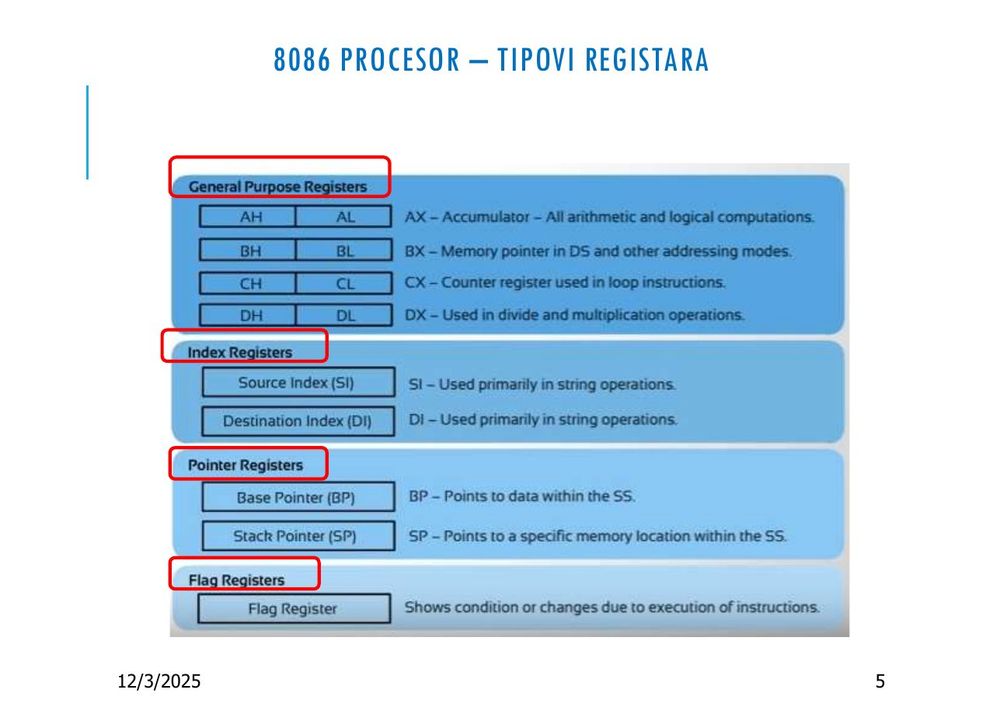 8086 PROCESOR – TIPOVI REGISTARA
General Purpose Registers
AH AL AX – Accumulator – All arithmetic and logical computations.
BH BL BX – Memory pointer in DS and other addressing modes.
CH CL CX – Counter register used in loop instructions.
DH DL DX – Used in divide and multiplication operations.
Index Registers
Source Index (SI) SI – Used primarily in string operations.
Destination Index (DI) DI – Used primarily in string operations.
Pointer Registers
Base Pointer (BP) BP – Points to data within the SS.
Stack Pointer (SP) SP – Points to a specific memory location within the SS.
Flag Registers
Flag Register Shows condition or changes due to execution of instructions.
12/3/2025 5